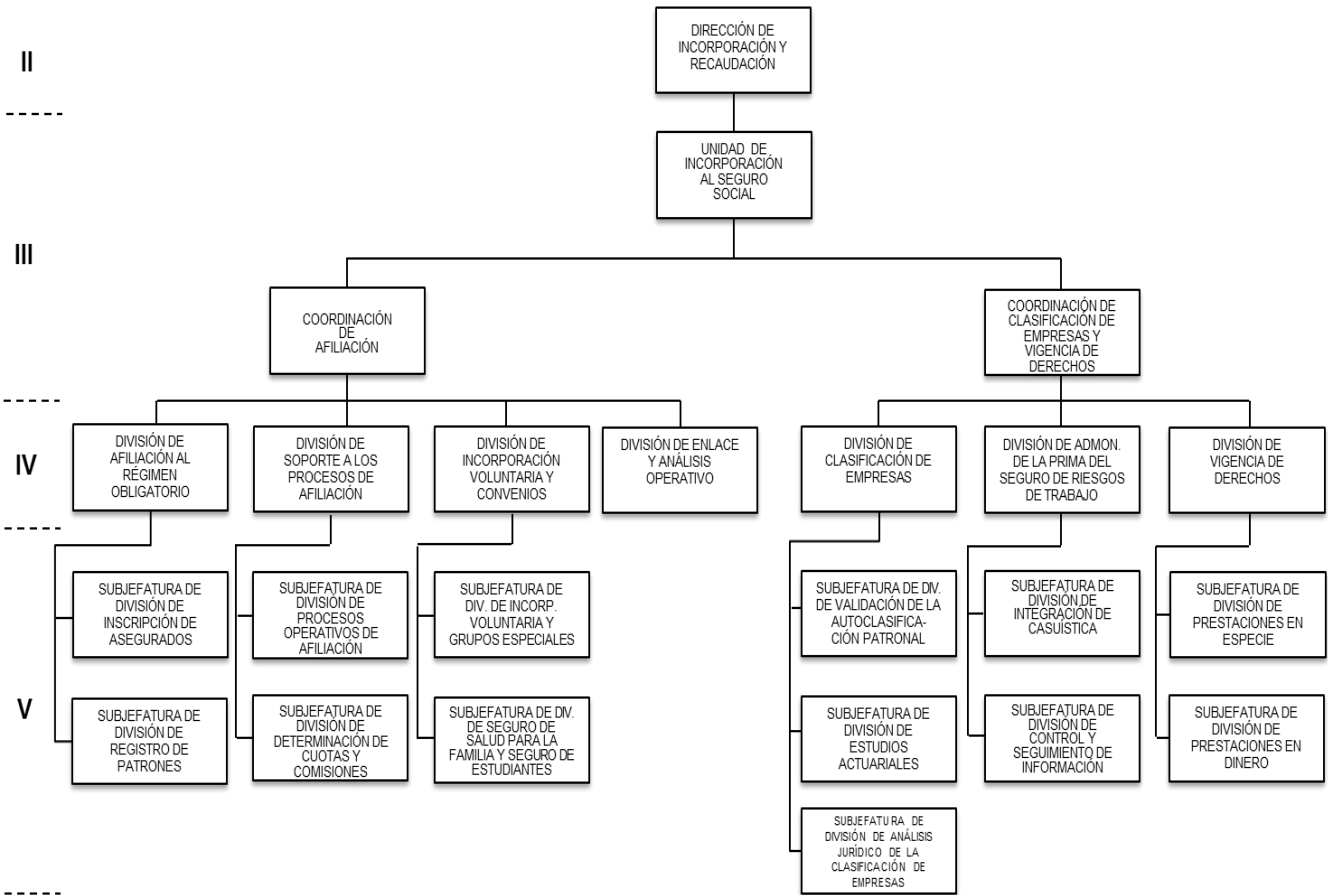 DIRECCIÓN DE
INCORPORACIÓN Y
RECAUDACIÓN
II
UNIDAD DE
INCORPORACIÓN
AL SEGURO
SOCIAL
III
COORDINACIÓN
DE
AFILIACIÓN
COORDINACIÓN DE
CLASIFICACIÓN DE
EMPRESAS Y
VIGENCIA DE
DERECHOS
IV
DIVISIÓN DE
AFILIACIÓN AL
RÉGIMEN
OBLIGATORIO
DIVISIÓN DE
SOPORTE A LOS
PROCESOS DE
AFILIACIÓN
DIVISIÓN DE
INCORPORACIÓN
VOLUNTARIA Y
CONVENIOS
DIVISIÓN DE ENLACE
Y ANÁLISIS
OPERATIVO
DIVISIÓN DE
CLASIFICACIÓN DE
EMPRESAS
DIVISIÓN DE ADMON.
DE LA PRIMA DEL
SEGURO DE RIESGOS
DE TRABAJO
DIVISIÓN DE
VIGENCIA DE
DERECHOS
V
SUBJEFATURA DE
DIVISIÓN DE
INSCRIPCIÓN DE
ASEGURADOS
SUBJEFATURA DE
DIVISIÓN DE
PROCESOS
OPERATIVOS DE
AFILIACIÓN
SUBJEFATURA DE
DIV. DE INCORP.
VOLUNTARIA Y
GRUPOS ESPECIALES
SUBJEFATURA DE DIV.
DE VALIDACIÓN DE LA
AUTOCLASIFICA-
CIÓN PATRONAL
SUBJEFATURA DE
DIVISIÓN DE
INTEGRACIÓN DE
CASUÍSTICA
SUBJEFATURA DE
DIVISIÓN DE
PRESTACIONES EN
ESPECIE
SUBJEFATURA DE
DIVISIÓN DE
REGISTRO DE
PATRONES
SUBJEFATURA DE
DIVISIÓN DE
DETERMINACIÓN DE
CUOTAS Y
COMISIONES
SUBJEFATURA DE DIV.
DE SEGURO DE
SALUD PARA LA
FAMILIA Y SEGURO DE
ESTUDIANTES
SUBJEFATURA DE
DIVISIÓN DE
ESTUDIOS
ACTUARIALES
SUBJEFATURA DE
DIVISIÓN DE
CONTROL Y
SEGUIMIENTO DE
INFORMACIÓN
SUBJEFATURA DE
DIVISIÓN DE
PRESTACIONES EN
DINERO
SUBJEFATURA DE
DIVISIÓN DE ANÁLISIS
JURÍDICO DE LA
CLASIFICACIÓN DE
EMPRESAS